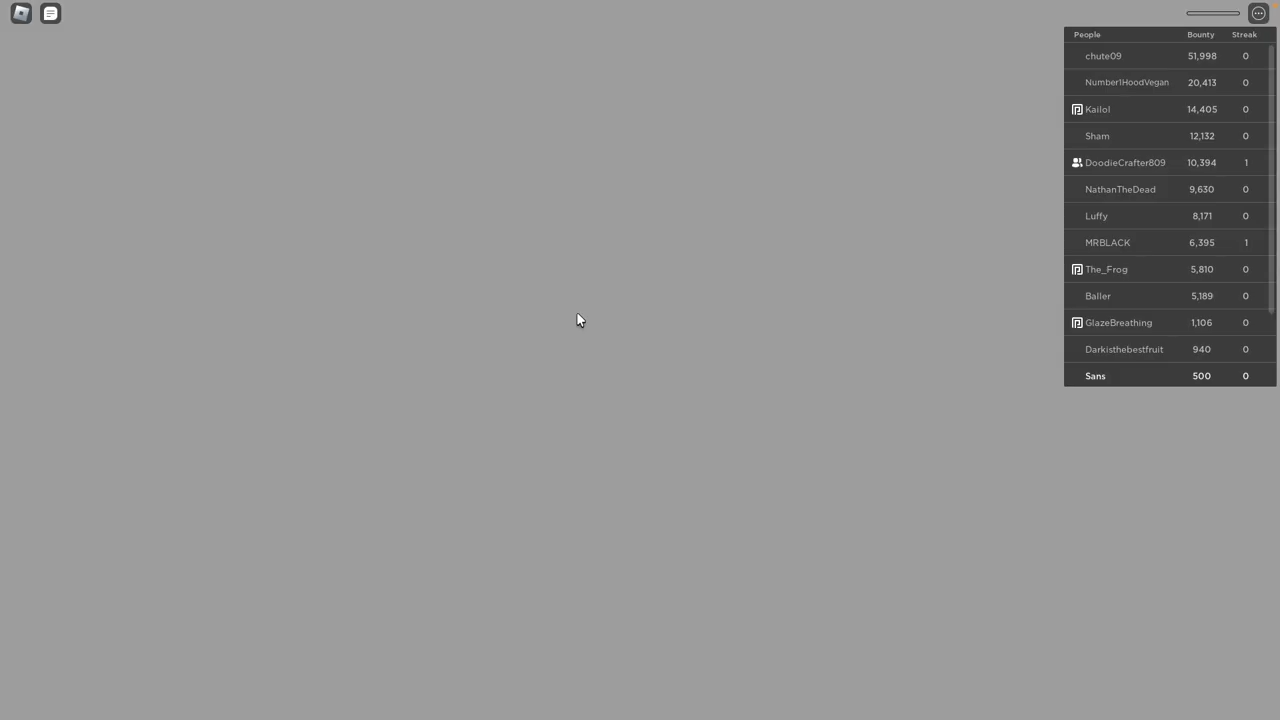 People Bounty Streak
chute09 51,998 0
Number1HoodVegan 20,413 0
Kailol 14,405 0
Sham 12,132 0
DoodieCrafter809 10,394 1
NathanTheDead 9,630 0
Luffy 8,171 0
MRBLACK 6,395 1
The_Frog 5,810 0
Baller 5,189 0
GlazeBreathing 1,106 0
Darkisthebestfruit 940 0
Sans 500 0